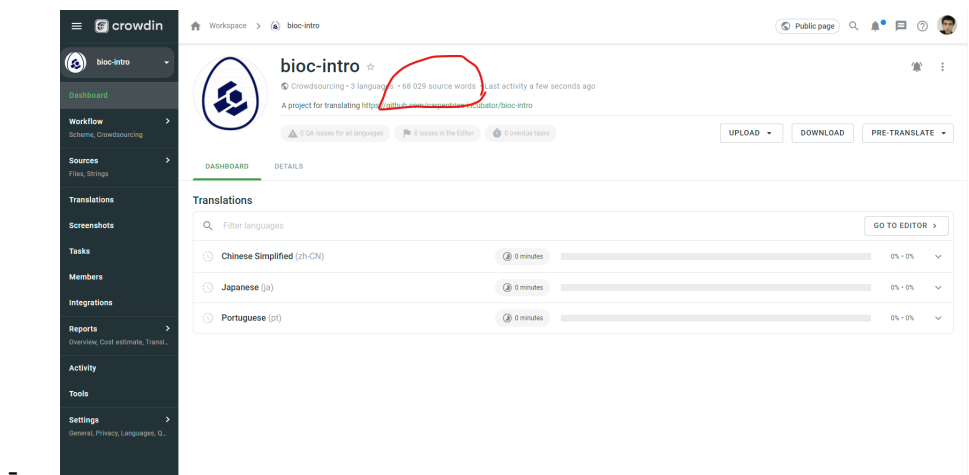 crowdin
Workspace > bioc-intro
Public page
bioc-intro
bioc-intro
Crowdsourcing • 3 languages • 68 029 source words • Last activity a few seconds ago
A project for translating https://github.com/carpentries-incubator/bioc-intro
0 QA issues for all languages
0 issues in the Editor
0 overdue tasks
UPLOAD
DOWNLOAD
PRE-TRANSLATE
DASHBOARD
DETAILS
Dashboard
Workflow
Scheme, Crowdsourcing
Sources
Files, Strings
Translations
Screenshots
Tasks
Members
Integrations
Reports
Overview, Cost estimate, Transl...
Activity
Tools
Settings
General, Privacy, Languages, Q...
Translations
Filter languages
GO TO EDITOR >
Chinese Simplified (zh-CN)
0 minutes
0% • 0%
Japanese (ja)
0 minutes
0% • 0%
Portuguese (pt)
0 minutes
0% • 0%